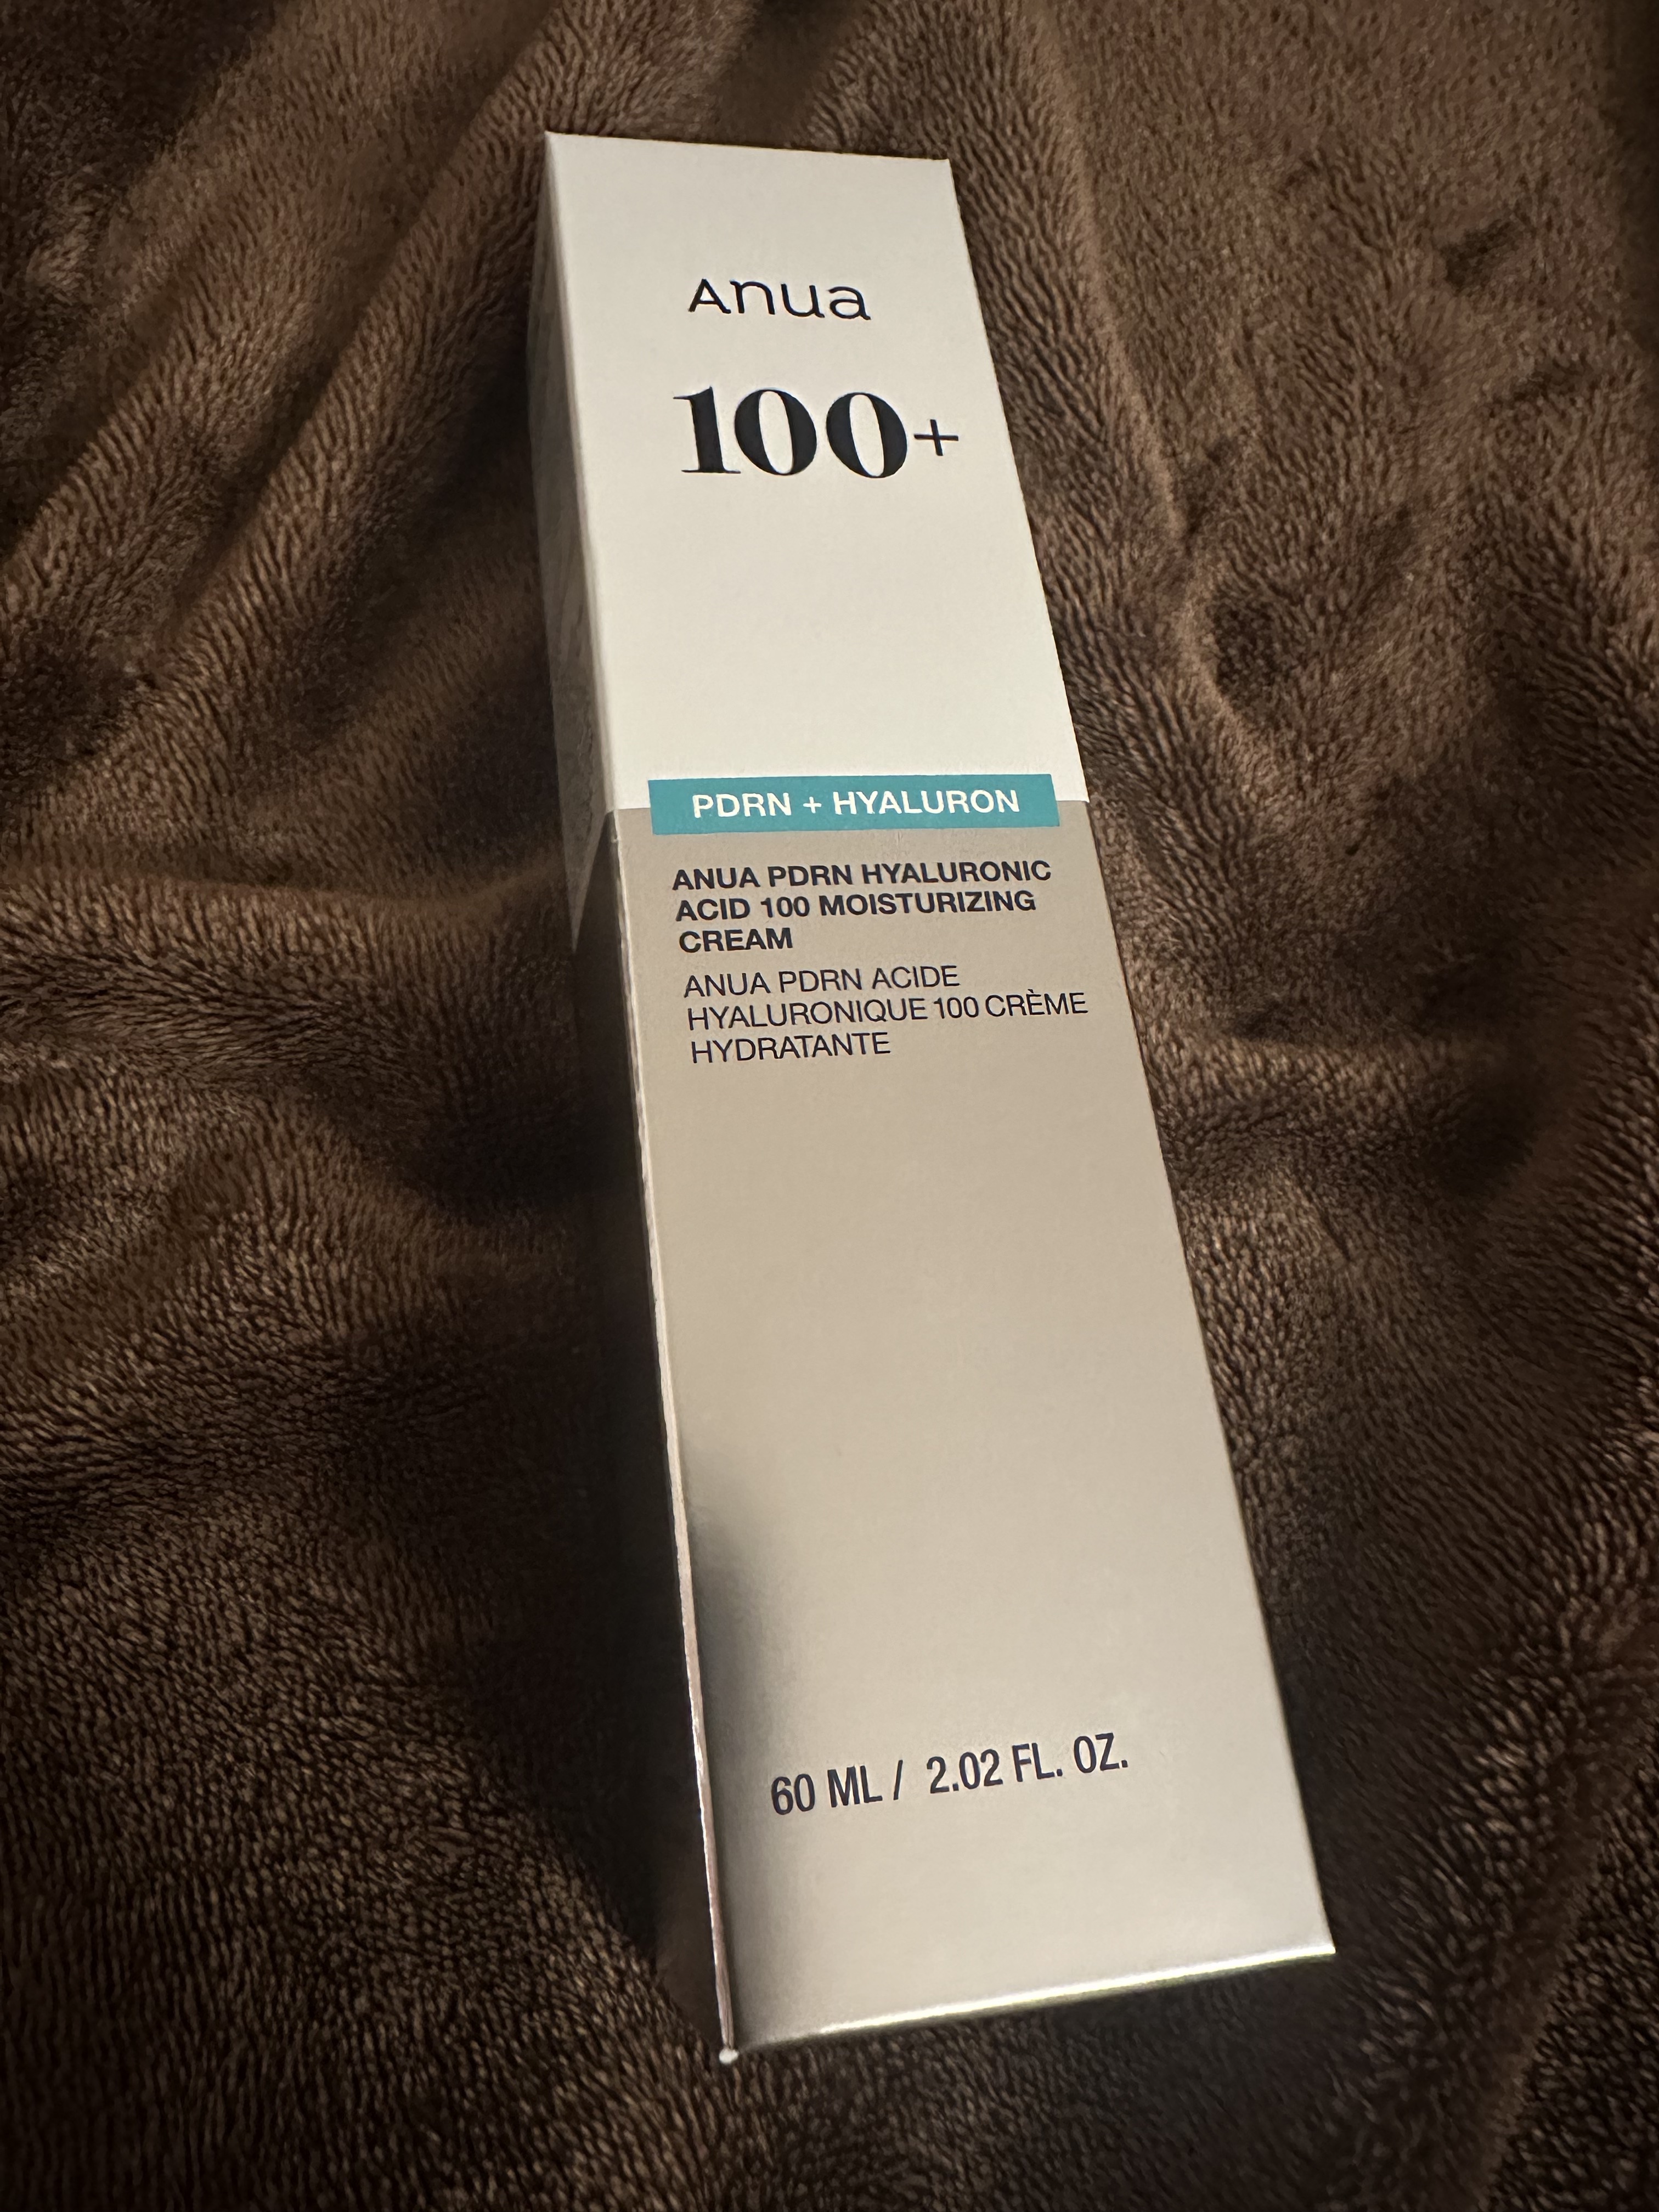 Anua
100+
PDRN + HYALURON
ANUA PDRN HYALURONIC
ACID 100 MOISTURIZING
CREAM
ANUA PDRN ACIDE
HYALURONIQUE 100 CRÈME
HYDRATANTE
60 ML / 2.02 FL. OZ.